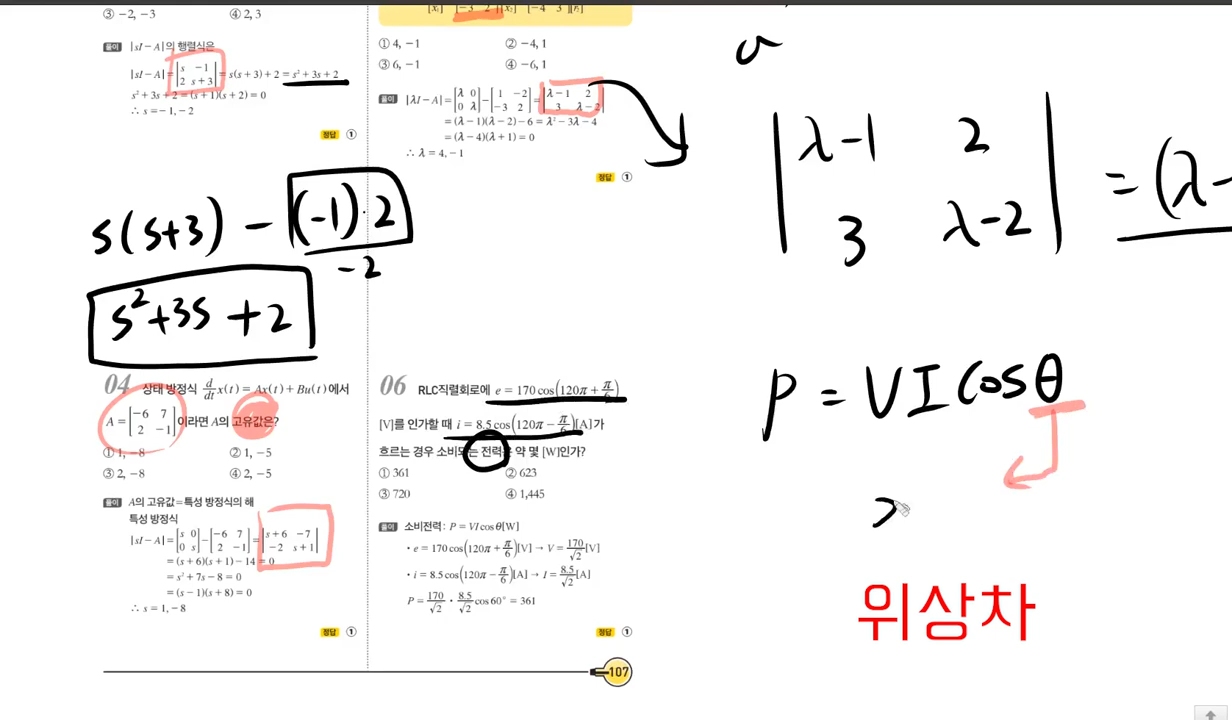 ③ -2, -3 ④ 2, 3
풀이 |sI-A|의 행렬식은
|sI-A| = |s -1
2 s+3| = s(s+3)+2 = s²+3s+2
s²+3s+2 = (s+1)(s+2) = 0
∴ s = -1, -2
정답 ①
s(s+3) - (-1)·2
-2
s²+3s +2
04 상태 방정식 d/dt x(t) = Ax(t)+Bu(t)에서
A = [-6 7
2 -1]이라면 A의 고유값은?
① 1, -8 ② 1, -5
③ 2, -8 ④ 2, -5
풀이 A의 고유값=특성 방정식의 해
특성 방정식
|sI-A| = [s 0
0 s] - [-6 7
2 -1] = |s+6 -7
-2 s+1|
= (s+6)(s+1)-14 = 0
= s²+7s-8 = 0
= (s-1)(s+8) = 0
∴ s = 1, -8
정답 ①
[x₁] [-3 2][x₂] [-4 3]
① 4, -1 ② -4, 1
③ 6, -1 ④ -6, 1
풀이 |λI-A| = [λ 0
0 λ] - [1 -2
-3 2] = |λ-1 2
3 λ-2|
= (λ-1)(λ-2)-6 = λ²-3λ-4
= (λ-4)(λ+1) = 0
∴ λ = 4, -1
정답 ①
06 RLC직렬회로에 e = 170cos(120π+π/6)
[V]를 인가할 때 i = 8.5cos(120π-π/6)[A]가
흐르는 경우 소비되는 전력은 약 몇 [W]인가?
① 361 ② 623
③ 720 ④ 1,445
풀이 소비전력 : P = VIcosθ[W]
• e = 170cos(120π+π/6)[V] → V = 170/√2[V]
• i = 8.5cos(120π-π/6)[A] → I = 8.5/√2[A]
P = 170/√2 · 8.5/√2 cos60° = 361
정답 ①
107
|λ-1 2
3 λ-2| = (λ-
P = VI cosθ
위상차